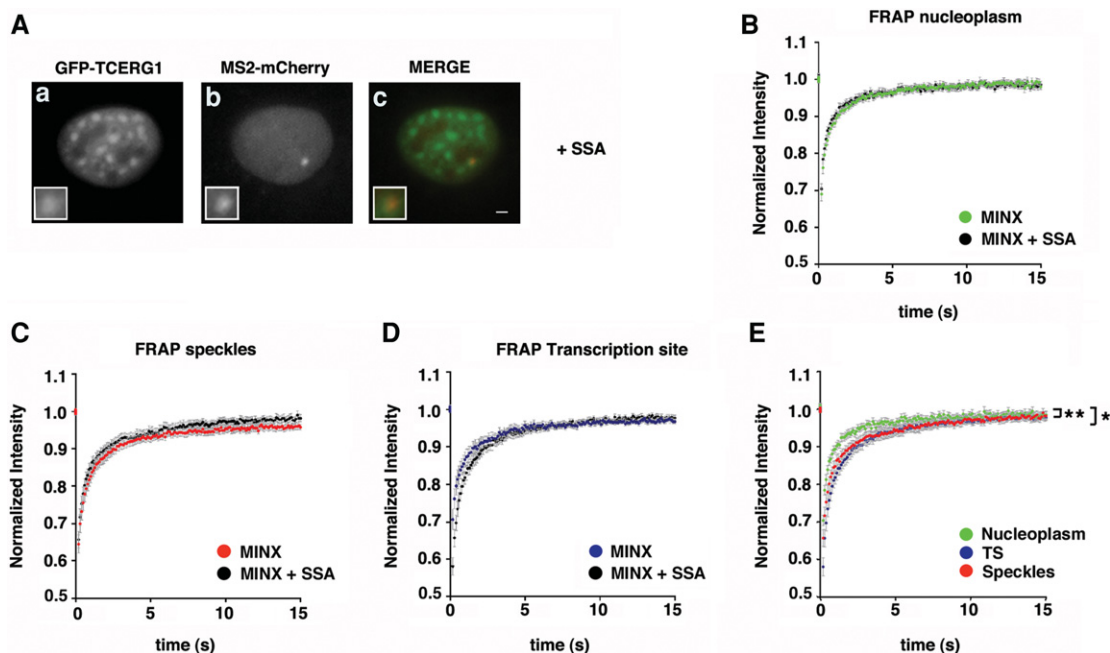 A
GFP-TCERG1 MS2-mCherry MERGE
a b c
+ SSA
B
FRAP nucleoplasm
Normalized Intensity
1.1
1.0
0.9
0.8
0.7
0.6
0.5
0 5 10 15
time (s)
MINX
MINX + SSA
C
FRAP speckles
Normalized Intensity
1.1
1.0
0.9
0.8
0.7
0.6
0.5
0 5 10 15
time (s)
MINX
MINX + SSA
D
FRAP Transcription site
Normalized Intensity
1.1
1.0
0.9
0.8
0.7
0.6
0.5
0 5 10 15
time (s)
MINX
MINX + SSA
E
Normalized Intensity
1.1
1.0
0.9
0.8
0.7
0.6
0.5
0 5 10 15
time (s)
** *
Nucleoplasm
TS
Speckles